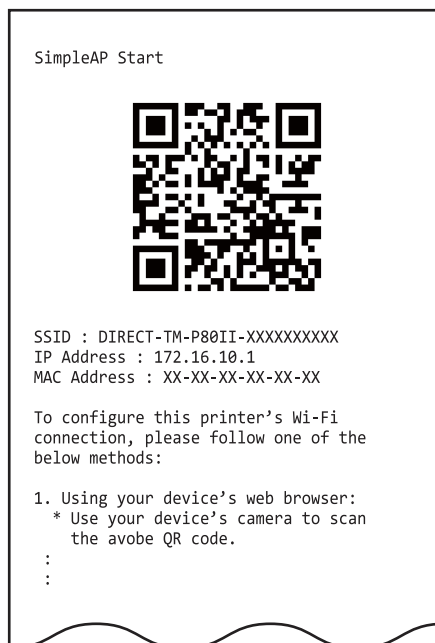 SimpleAP Start
SSID : DIRECT-TM-P80II-XXXXXXXXXX
IP Address : 172.16.10.1
MAC Address : XX-XX-XX-XX-XX-XX
To configure this printer’s Wi-Fi
connection, please follow one of the
below methods:
1. Using your device’s web browser:
* Use your device’s camera to scan
the avobe QR code.
:
: